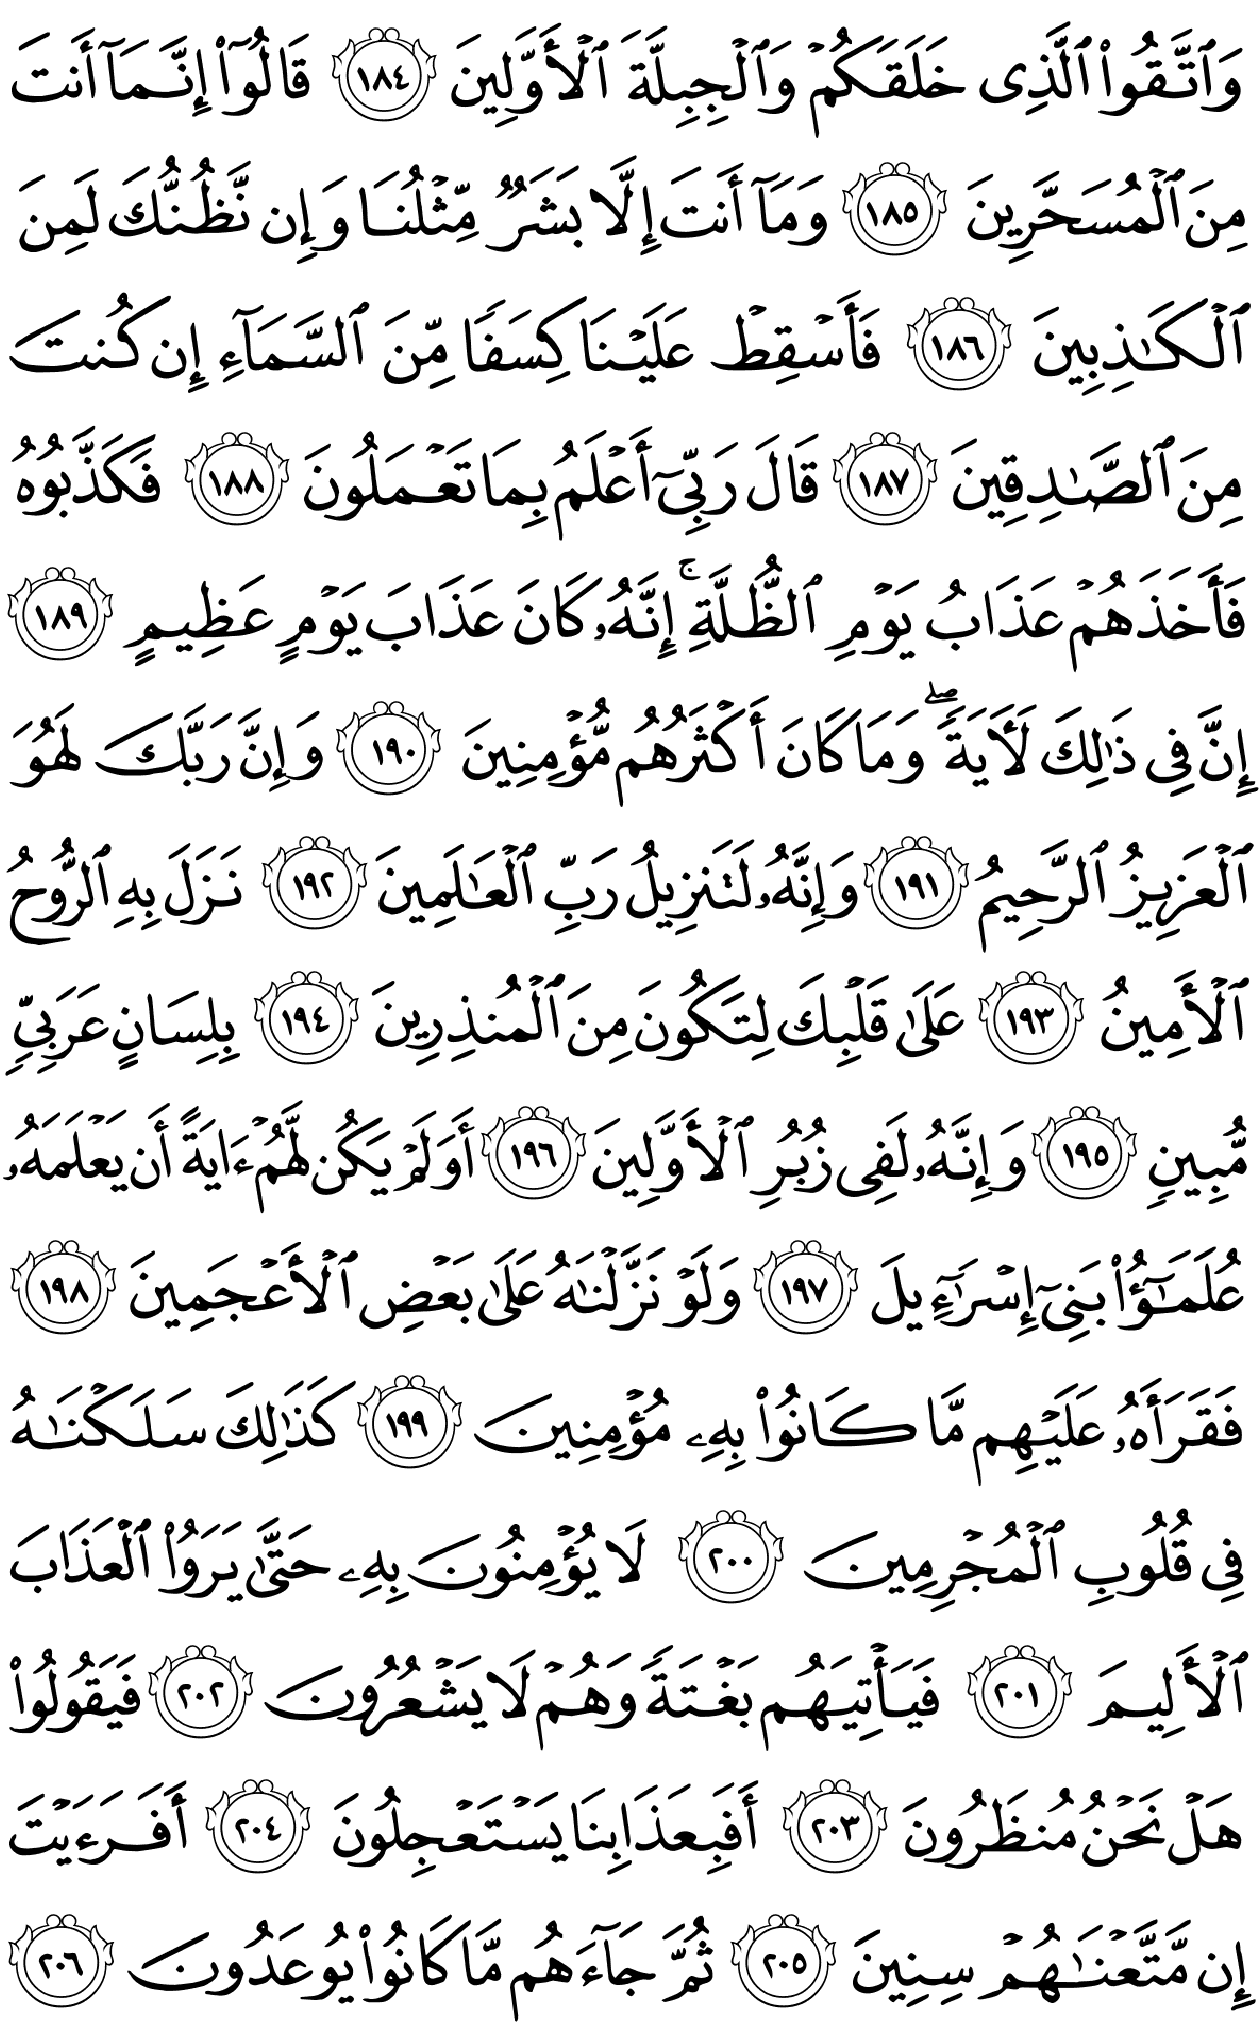 وَٱتَّقُوا۟ ٱلَّذِى خَلَقَكُمْ وَٱلْجِبِلَّةَ ٱلْأَوَّلِينَ ١٨٤ قَالُوٓا۟ إِنَّمَآ أَنتَ
مِنَ ٱلْمُسَحَّرِينَ ١٨٥ وَمَآ أَنتَ إِلَّا بَشَرٌ مِّثْلُنَا وَإِن نَّظُنُّكَ لَمِنَ
ٱلْكَـٰذِبِينَ ١٨٦ فَأَسْقِطْ عَلَيْنَا كِسَفًا مِّنَ ٱلسَّمَآءِ إِن كُنتَ
مِنَ ٱلصَّـٰدِقِينَ ١٨٧ قَالَ رَبِّىٓ أَعْلَمُ بِمَا تَعْمَلُونَ ١٨٨ فَكَذَّبُوهُ
فَأَخَذَهُمْ عَذَابُ يَوْمِ ٱلظُّلَّةِ ۚ إِنَّهُۥ كَانَ عَذَابَ يَوْمٍ عَظِيمٍ ١٨٩
إِنَّ فِى ذَٰلِكَ لَـَٔايَةً ۖ وَمَا كَانَ أَكْثَرُهُم مُّؤْمِنِينَ ١٩٠ وَإِنَّ رَبَّكَ لَهُوَ
ٱلْعَزِيزُ ٱلرَّحِيمُ ١٩١ وَإِنَّهُۥ لَتَنزِيلُ رَبِّ ٱلْعَـٰلَمِينَ ١٩٢ نَزَلَ بِهِ ٱلرُّوحُ
ٱلْأَمِينُ ١٩٣ عَلَىٰ قَلْبِكَ لِتَكُونَ مِنَ ٱلْمُنذِرِينَ ١٩٤ بِلِسَانٍ عَرَبِىٍّ
مُّبِينٍ ١٩٥ وَإِنَّهُۥ لَفِى زُبُرِ ٱلْأَوَّلِينَ ١٩٦ أَوَلَمْ يَكُن لَّهُمْ ءَايَةً أَن يَعْلَمَهُۥ
عُلَمَـٰٓؤُا۟ بَنِىٓ إِسْرَٰٓءِيلَ ١٩٧ وَلَوْ نَزَّلْنَـٰهُ عَلَىٰ بَعْضِ ٱلْأَعْجَمِينَ ١٩٨
فَقَرَأَهُۥ عَلَيْهِم مَّا كَانُوا۟ بِهِۦ مُؤْمِنِينَ ١٩٩ كَذَٰلِكَ سَلَكْنَـٰهُ
فِى قُلُوبِ ٱلْمُجْرِمِينَ ٢٠٠ لَا يُؤْمِنُونَ بِهِۦ حَتَّىٰ يَرَوُا۟ ٱلْعَذَابَ
ٱلْأَلِيمَ ٢٠١ فَيَأْتِيَهُم بَغْتَةً وَهُمْ لَا يَشْعُرُونَ ٢٠٢ فَيَقُولُوا۟
هَلْ نَحْنُ مُنظَرُونَ ٢٠٣ أَفَبِعَذَابِنَا يَسْتَعْجِلُونَ ٢٠٤ أَفَرَءَيْتَ
إِن مَّتَّعْنَـٰهُمْ سِنِينَ ٢٠٥ ثُمَّ جَآءَهُم مَّا كَانُوا۟ يُوعَدُونَ ٢٠٦